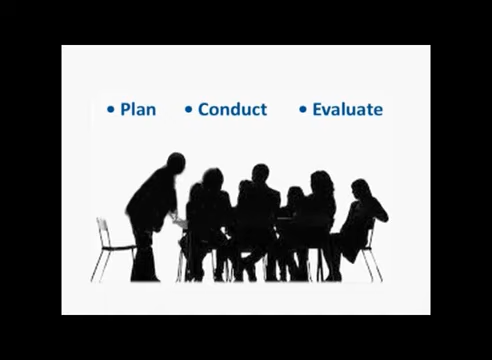 • Plan • Conduct • Evaluate